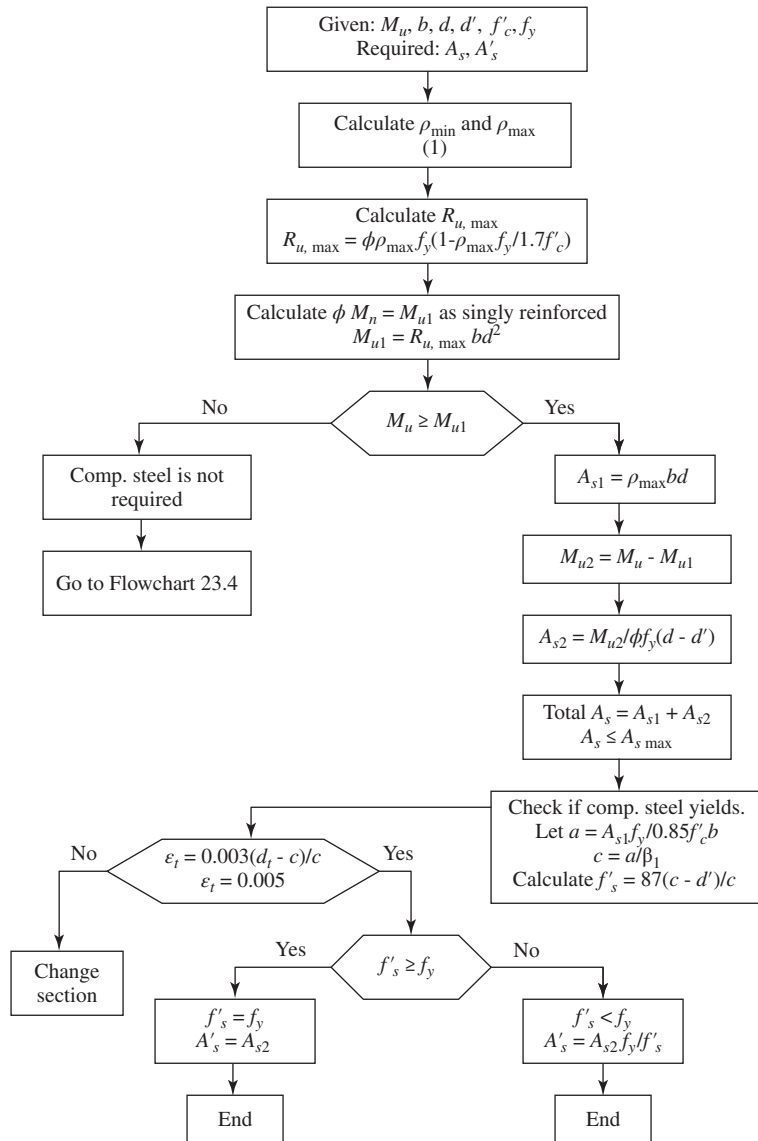 Given: M_u, b, d, d′, f′_c, f_y
Required: A_s, A′_s
Calculate ρ_min and ρ_max
(1)
Calculate R_u, max
R_u, max = ϕρ_max f_y(1-ρ_max f_y/1.7f′_c)
Calculate ϕ M_n = M_u1 as singly reinforced
M_u1 = R_u, max bd²
No
M_u ≥ M_u1
Yes
Comp. steel is not
required
Go to Flowchart 23.4
A_s1 = ρ_max bd
M_u2 = M_u - M_u1
A_s2 = M_u2/ϕf_y(d - d′)
Total A_s = A_s1 + A_s2
A_s ≤ A_s max
Check if comp. steel yields.
Let a = A_s1 f_y/0.85f′_c b
c = a/β_1
Calculate f′_s = 87(c - d′)/c
No
ε_t = 0.003(d_t - c)/c
ε_t = 0.005
Yes
Change
section
Yes
f′_s ≥ f_y
No
f′_s = f_y
A′_s = A_s2
End
f′_s < f_y
A′_s = A_s2 f_y/f′_s
End